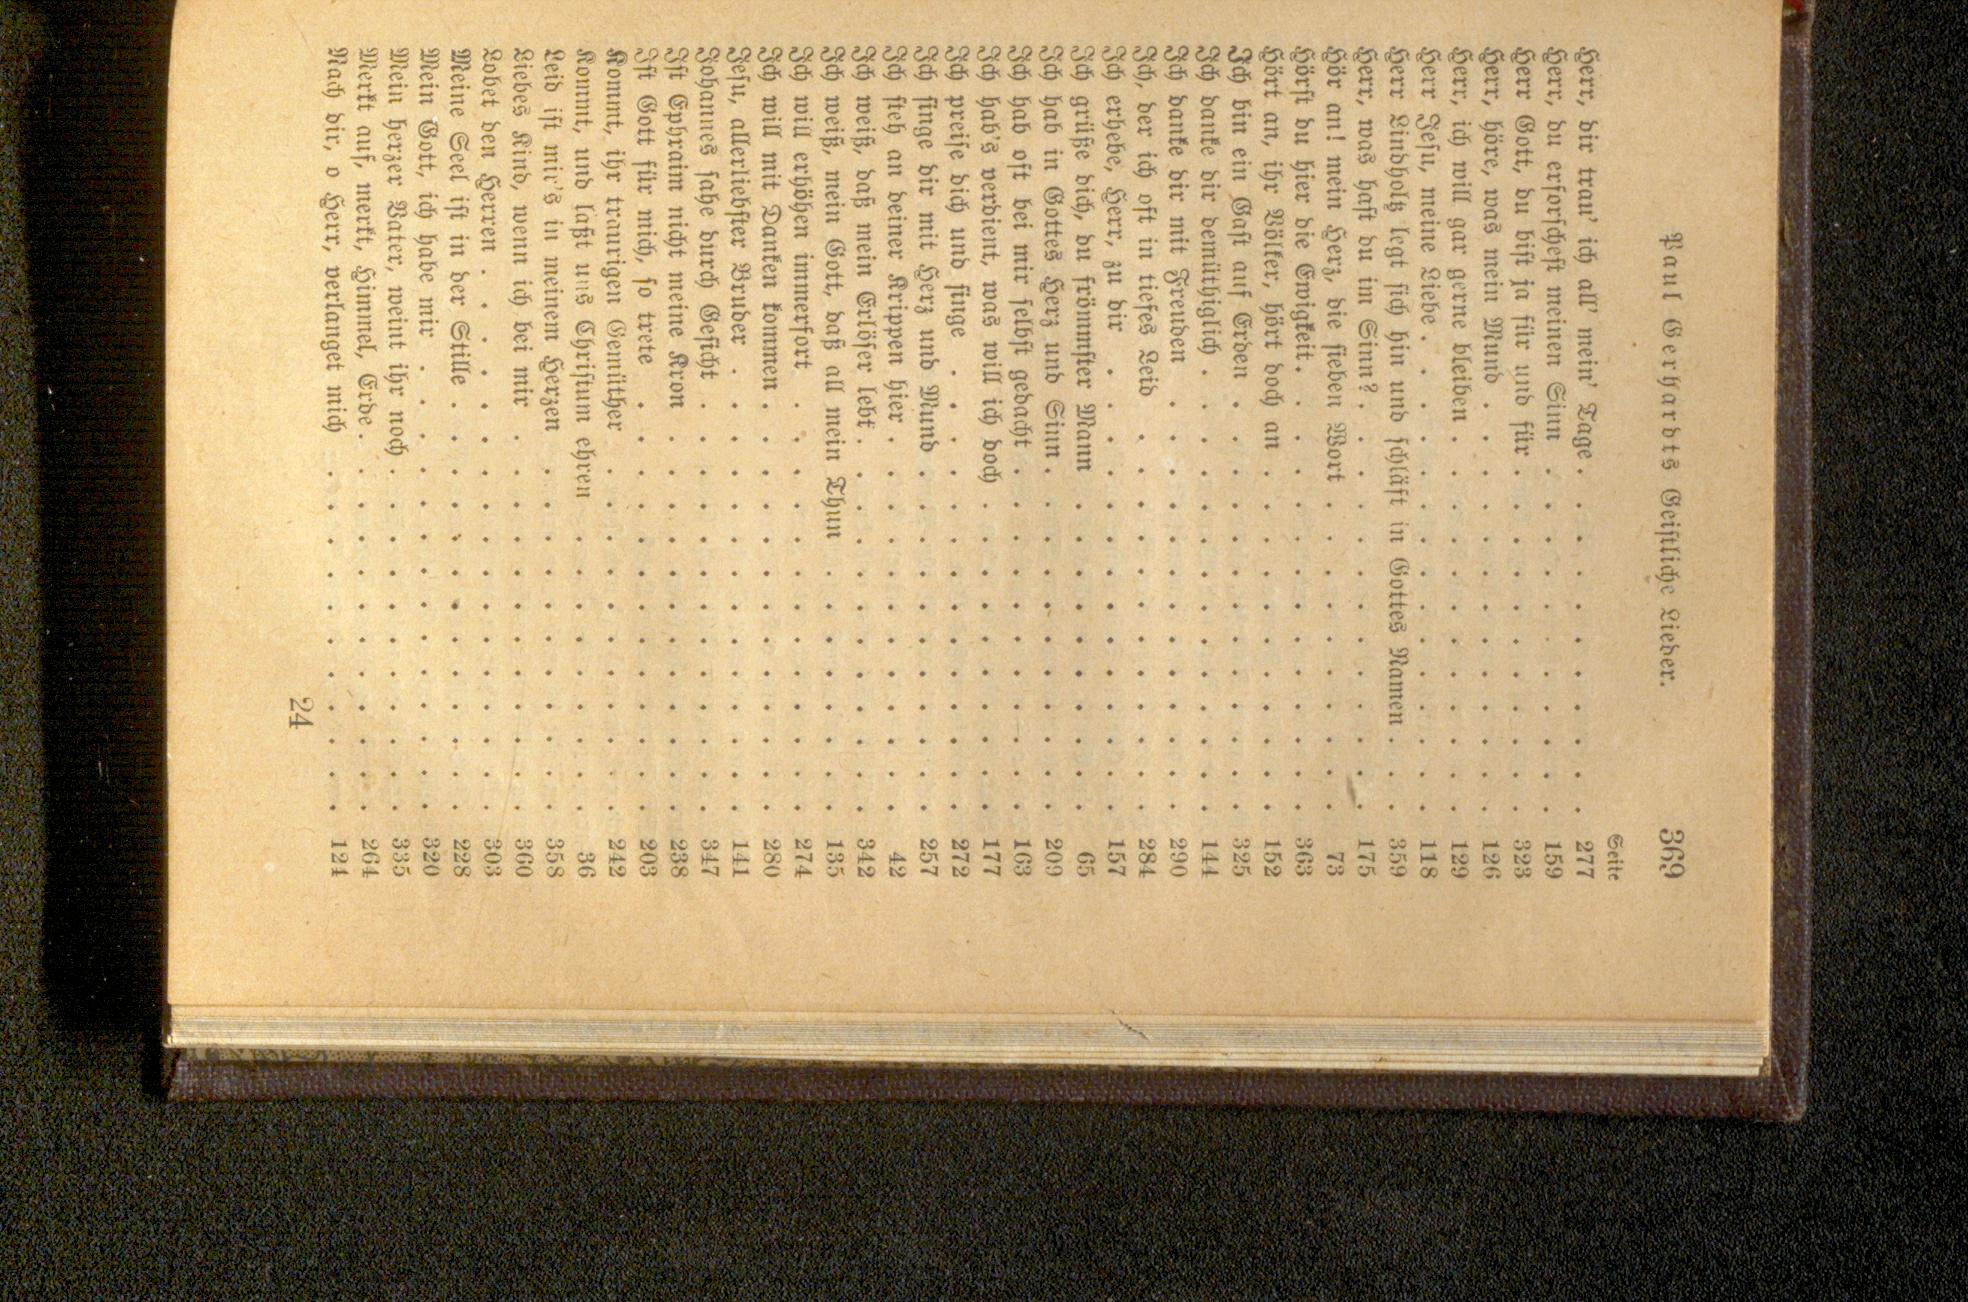 Paul Gerhardts Geistliche Lieder. 369
Seite
Herr, dir trau' ich all' mein' Tage . . . . . . . . . . . 277
Herr, du erforschest meinen Sinn . . . . . . . . . . . 159
Herr Gott, du bist ja für und für . . . . . . . . . . . 323
Herr, höre, was mein Mund . . . . . . . . . . . . . 126
Herr, ich will gar gerne bleiben . . . . . . . . . . . . 129
Herr Jesu, meine Liebe . . . . . . . . . . . . . . . 118
Herr Lindholtz legt sich hin und schläft in Gottes Namen . . . 359
Herr, was hast du im Sinn? . . . . . . . . . . . . . 175
Hör an! mein Herz, die sieben Wort . . . . . . . . . . 73
Hörst du hier die Ewigkeit . . . . . . . . . . . . . . 363
Hört an, ihr Völker, hört doch an . . . . . . . . . . . 152
Ich bin ein Gast auf Erden . . . . . . . . . . . . . 325
Ich danke dir demüthiglich . . . . . . . . . . . . . . 144
Ich danke dir mit Freuden . . . . . . . . . . . . . 290
Ich, der ich oft in tiefes Leid . . . . . . . . . . . . 284
Ich erhebe, Herr, zu dir . . . . . . . . . . . . . . 157
Ich grüße dich, du frömmster Mann . . . . . . . . . . 65
Ich hab in Gottes Herz und Sinn . . . . . . . . . . . 209
Ich hab oft bei mir selbst gedacht . . . . . . . . . . . 163
Ich hab's verdient, was will ich doch . . . . . . . . . . 177
Ich preise dich und singe . . . . . . . . . . . . . . 272
Ich singe dir mit Herz und Mund . . . . . . . . . . . 257
Ich steh an deiner Krippen hier . . . . . . . . . . . . 42
Ich weiß, daß mein Erlöser lebt . . . . . . . . . . . . 342
Ich weiß, mein Gott, daß all mein Thun . . . . . . . . 135
Ich will erhöhen immerfort . . . . . . . . . . . . . 274
Ich will mit Danken kommen . . . . . . . . . . . . . 280
Jesu, allerliebster Bruder . . . . . . . . . . . . . . 141
Johannes sahe durch Gesicht . . . . . . . . . . . . . 347
Ist Ephraim nicht meine Kron . . . . . . . . . . . . 238
Ist Gott für mich, so trete . . . . . . . . . . . . . 203
Kommt, ihr traurigen Gemüther . . . . . . . . . . . . 242
Kommt, und laßt uns Christum ehren . . . . . . . . . 36
Leid ist mir's in meinem Herzen . . . . . . . . . . . 358
Liebes Kind, wenn ich bei mir . . . . . . . . . . . . 360
Lobet den Herren . . . . . . . . . . . . . . . . . 303
Meine Seel ist in der Stille . . . . . . . . . . . . . 228
Mein Gott, ich habe mir . . . . . . . . . . . . . . 320
Mein herzer Vater, weint ihr noch . . . . . . . . . . . 335
Merkt auf, merkt, Himmel, Erde . . . . . . . . . . . . 264
Nach dir, o Herr, verlanget mich . . . . . . . . . . . 121
24